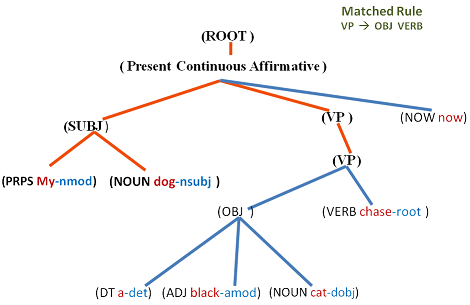 Matched Rule
VP → OBJ VERB
(ROOT)
(Present Continuous Affirmative)
(SUBJ)
(VP)
(NOW now)
(VP)
(PRPS My-nmod)
(NOUN dog-nsubj )
(OBJ )
(VERB chase-root )
(DT a-det)
(ADJ black-amod)
(NOUN cat-dobj)